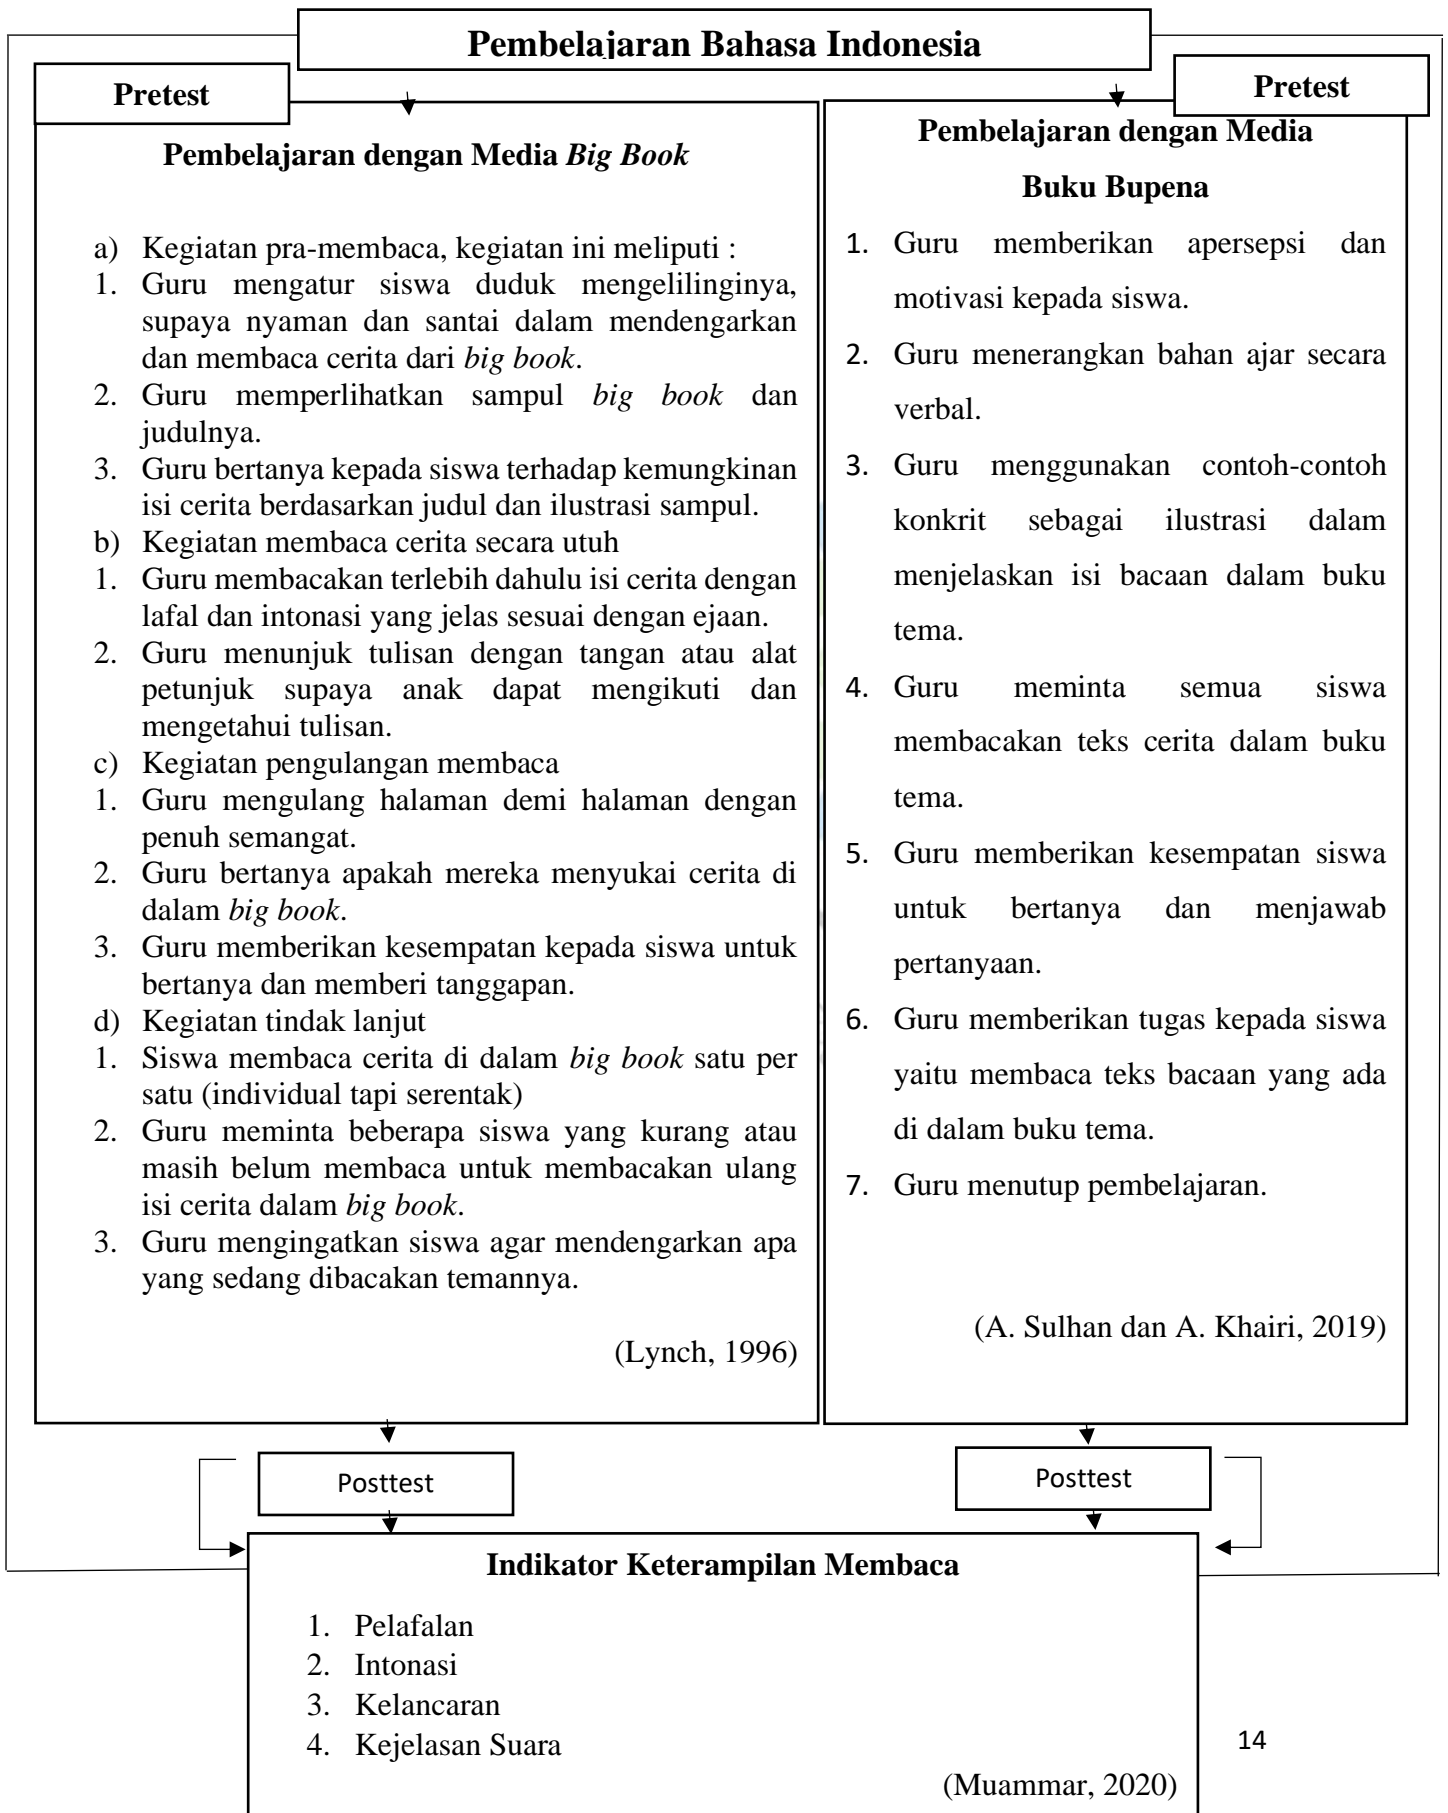 Pembelajaran Bahasa Indonesia
Pretest
Pembelajaran dengan Media Big Book
a) Kegiatan pra-membaca, kegiatan ini meliputi :
1. Guru mengatur siswa duduk mengelilinginya,
supaya nyaman dan santai dalam mendengarkan
dan membaca cerita dari big book.
2. Guru memperlihatkan sampul big book dan
judulnya.
3. Guru bertanya kepada siswa terhadap kemungkinan
isi cerita berdasarkan judul dan ilustrasi sampul.
b) Kegiatan membaca cerita secara utuh
1. Guru membacakan terlebih dahulu isi cerita dengan
lafal dan intonasi yang jelas sesuai dengan ejaan.
2. Guru menunjuk tulisan dengan tangan atau alat
petunjuk supaya anak dapat mengikuti dan
mengetahui tulisan.
c) Kegiatan pengulangan membaca
1. Guru mengulang halaman demi halaman dengan
penuh semangat.
2. Guru bertanya apakah mereka menyukai cerita di
dalam big book.
3. Guru memberikan kesempatan kepada siswa untuk
bertanya dan memberi tanggapan.
d) Kegiatan tindak lanjut
1. Siswa membaca cerita di dalam big book satu per
satu (individual tapi serentak)
2. Guru meminta beberapa siswa yang kurang atau
masih belum membaca untuk membacakan ulang
isi cerita dalam big book.
3. Guru mengingatkan siswa agar mendengarkan apa
yang sedang dibacakan temannya.
(Lynch, 1996)
Pretest
Pembelajaran dengan Media
Buku Bupena
1. Guru memberikan apersepsi dan
motivasi kepada siswa.
2. Guru menerangkan bahan ajar secara
verbal.
3. Guru menggunakan contoh-contoh
konkrit sebagai ilustrasi dalam
menjelaskan isi bacaan dalam buku
tema.
4. Guru meminta semua siswa
membacakan teks cerita dalam buku
tema.
5. Guru memberikan kesempatan siswa
untuk bertanya dan menjawab
pertanyaan.
6. Guru memberikan tugas kepada siswa
yaitu membaca teks bacaan yang ada
di dalam buku tema.
7. Guru menutup pembelajaran.
(A. Sulhan dan A. Khairi, 2019)
Posttest
Posttest
Indikator Keterampilan Membaca
1. Pelafalan
2. Intonasi
3. Kelancaran
4. Kejelasan Suara
(Muammar, 2020)
14